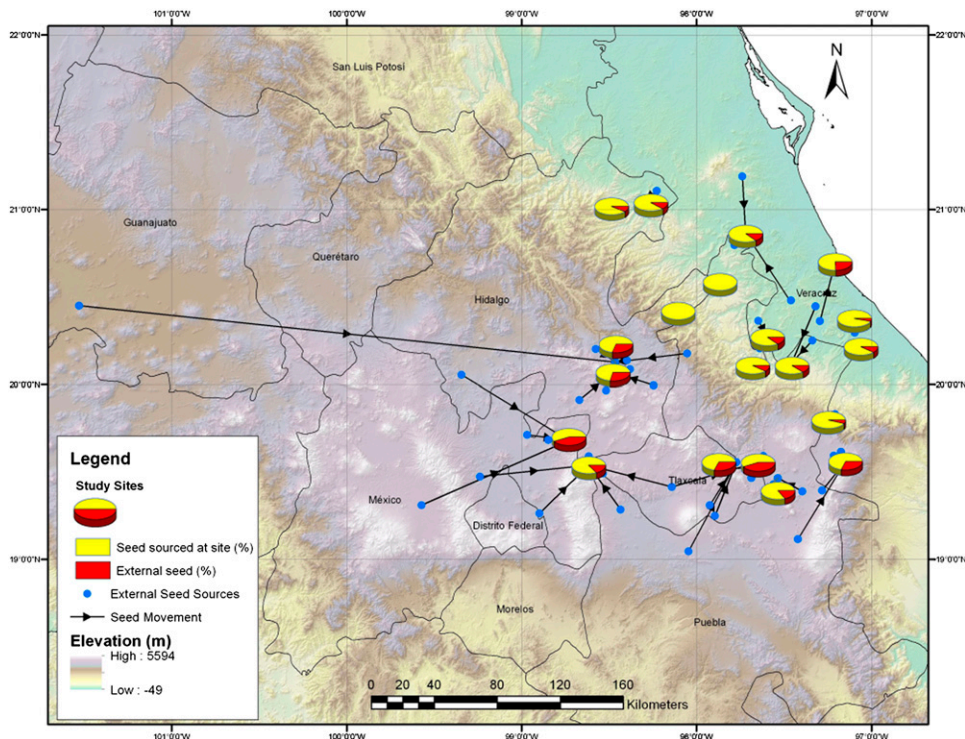 101°0'0"W 100°0'0"W 99°0'0"W 98°0'0"W 97°0'0"W
22°0'0"N 22°0'0"N
N
San Luis Potosí
21°0'0"N 21°0'0"N
Guanajuato
Querétaro
Hidalgo
Veracruz
20°0'0"N 20°0'0"N
Legend
Study Sites
Seed sourced at site (%)
External seed (%)
External Seed Sources
Seed Movement
Elevation (m)
High : 5594
Low : -49
México
Tlaxcala
Distrito Federal
19°0'0"N 19°0'0"N
Morelos
Puebla
0 10 20 40 80 120 160
Kilometers
101°0'0"W 100°0'0"W 99°0'0"W 98°0'0"W 97°0'0"W